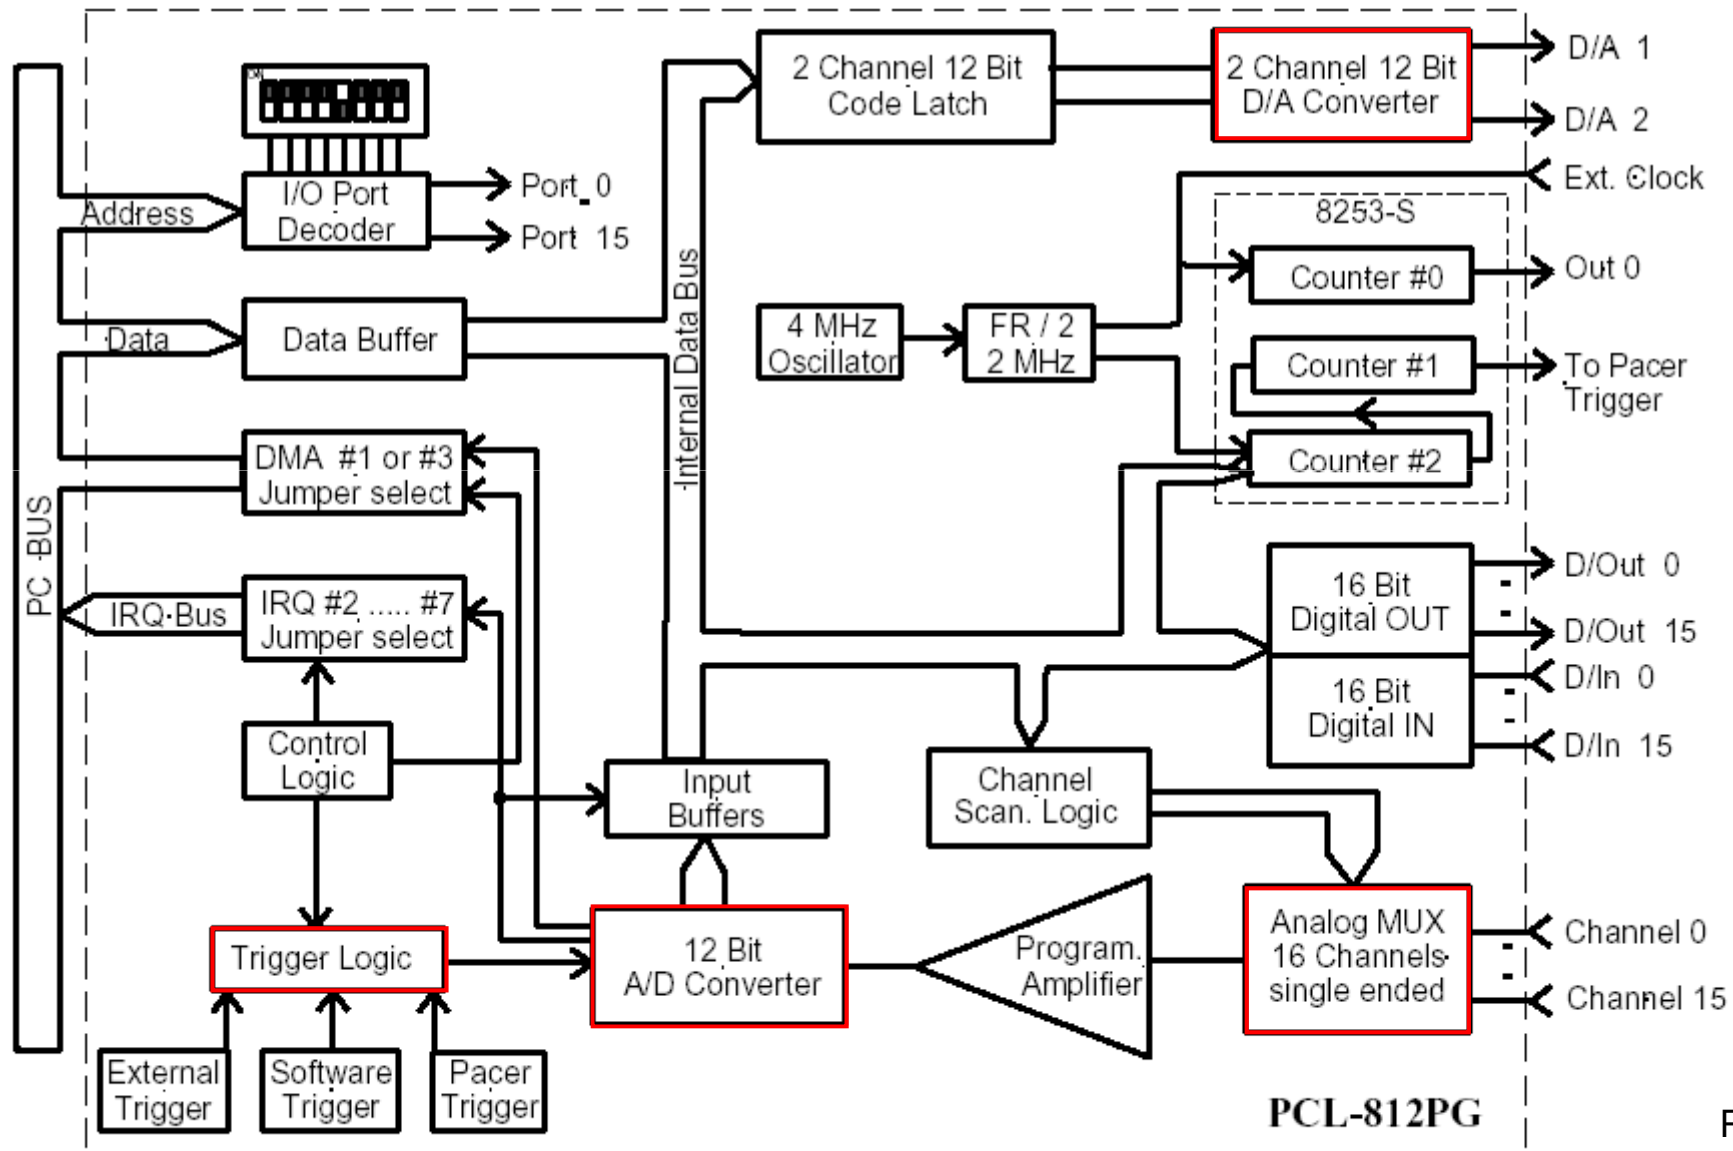 ON
2 Channel 12 Bit
Code Latch
2 Channel 12 Bit
D/A Converter
D/A 1
D/A 2
Ext. Clock
I/O Port
Decoder
Port 0
Port 15
Address
8253-S
Counter #0
Out 0
Data
Data Buffer
Internal Data Bus
4 MHz
Oscillator
FR / 2
2 MHz
Counter #1
To Pacer
Trigger
Counter #2
DMA #1 or #3
Jumper select
PC -BUS
IRQ-Bus
IRQ #2 ..... #7
Jumper select
16 Bit
Digital OUT
D/Out 0
D/Out 15
16 Bit
Digital IN
D/In 0
D/In 15
Control
Logic
Input
Buffers
Channel
Scan. Logic
Trigger Logic
12 Bit
A/D Converter
Program.
Amplifier
Analog MUX
16 Channels
single ended
Channel 0
Channel 15
External
Trigger
Software
Trigger
Pacer
Trigger
PCL-812PG